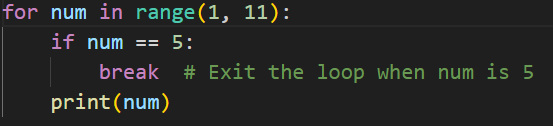 for num in range(1, 11):
    if num == 5:
        break  # Exit the loop when num is 5
    print(num)